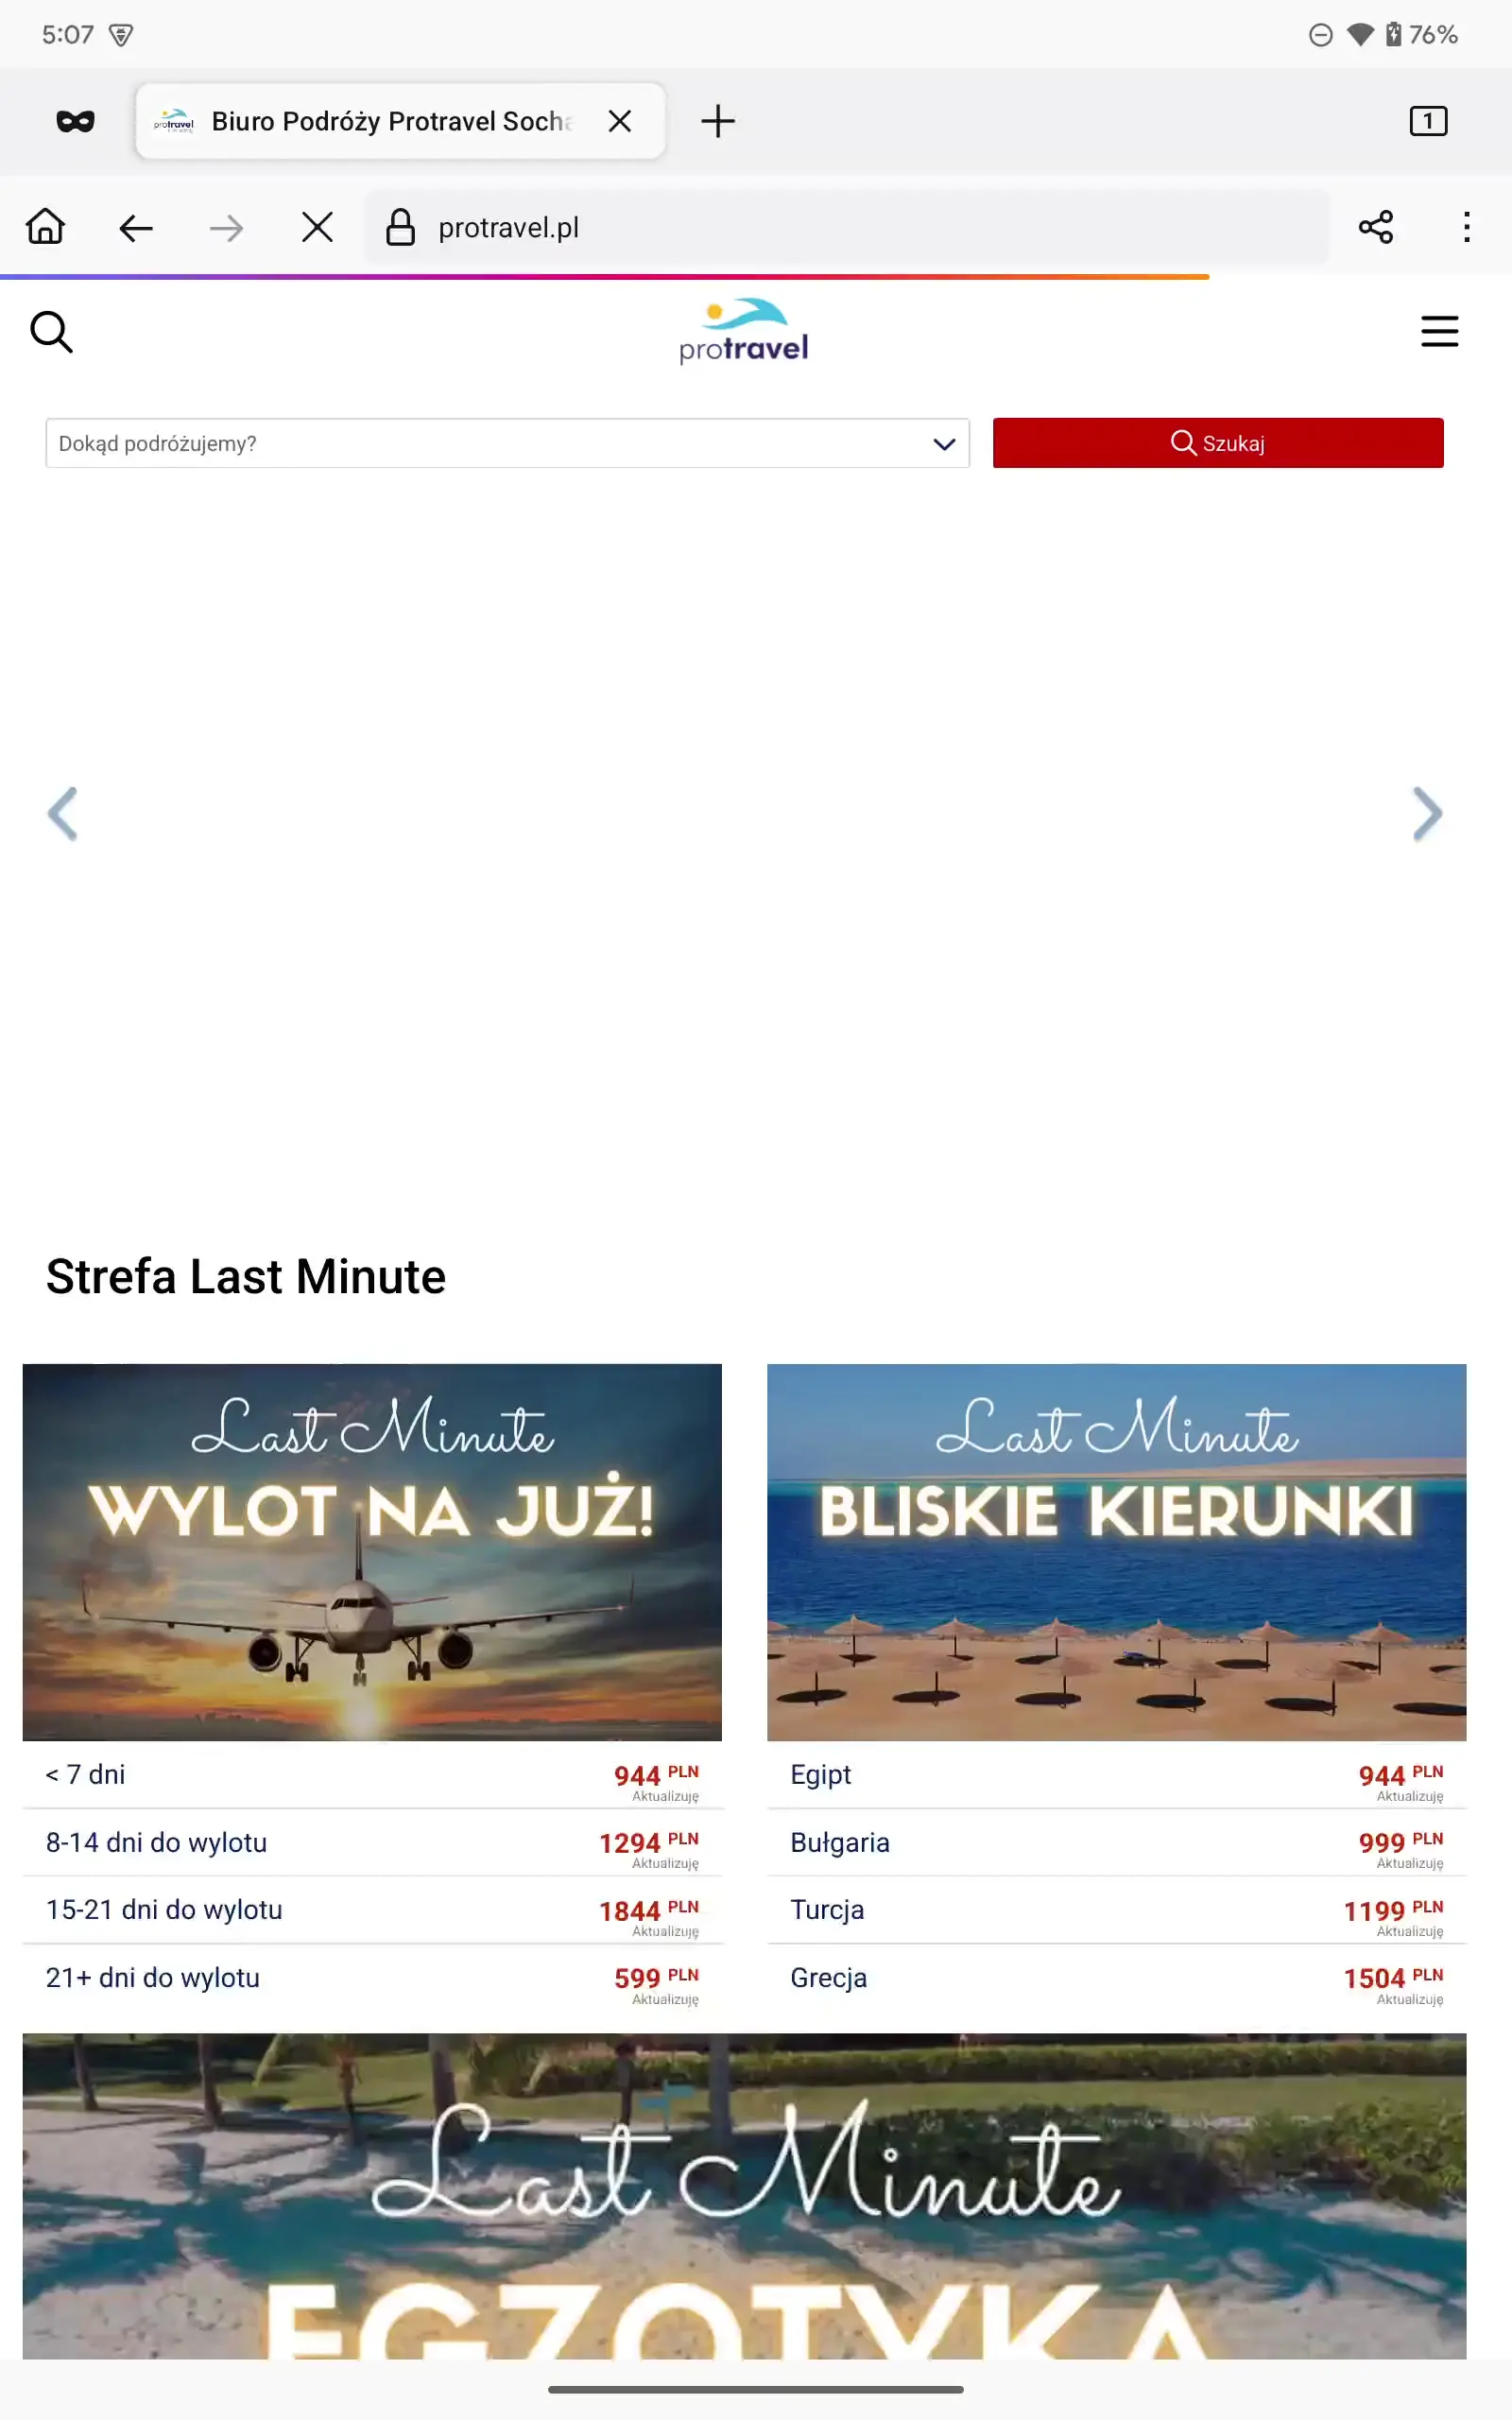 5:07
76%
Biuro Podróży Protravel Socha
1
protravel.pl
protravel
Dokąd podróżujemy?
Szukaj
Strefa Last Minute
Last Minute
WYLOT NA JUŻ!
< 7 dni
944 PLN
Aktualizuję
8-14 dni do wylotu
1294 PLN
Aktualizuję
15-21 dni do wylotu
1844 PLN
Aktualizuję
21+ dni do wylotu
599 PLN
Aktualizuję
Last Minute
BLISKIE KIERUNKI
Egipt
944 PLN
Aktualizuję
Bułgaria
999 PLN
Aktualizuję
Turcja
1199 PLN
Aktualizuję
Grecja
1504 PLN
Aktualizuję
Last Minute
EGZOTYKA